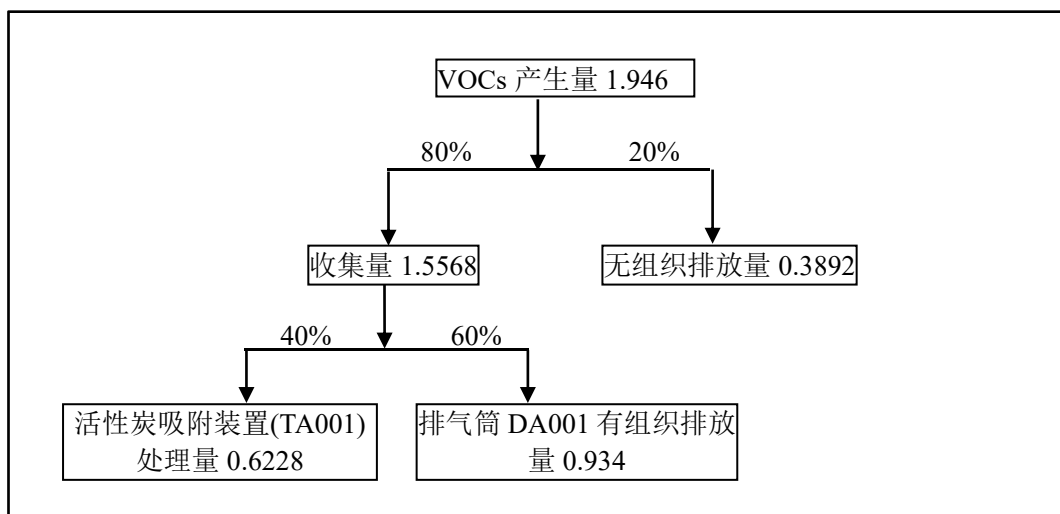 VOCs 产生量 1.946
80%
20%
收集量 1.5568
无组织排放量 0.3892
40%
60%
活性炭吸附装置(TA001)
处理量 0.6228
排气筒 DA001 有组织排放
量 0.934